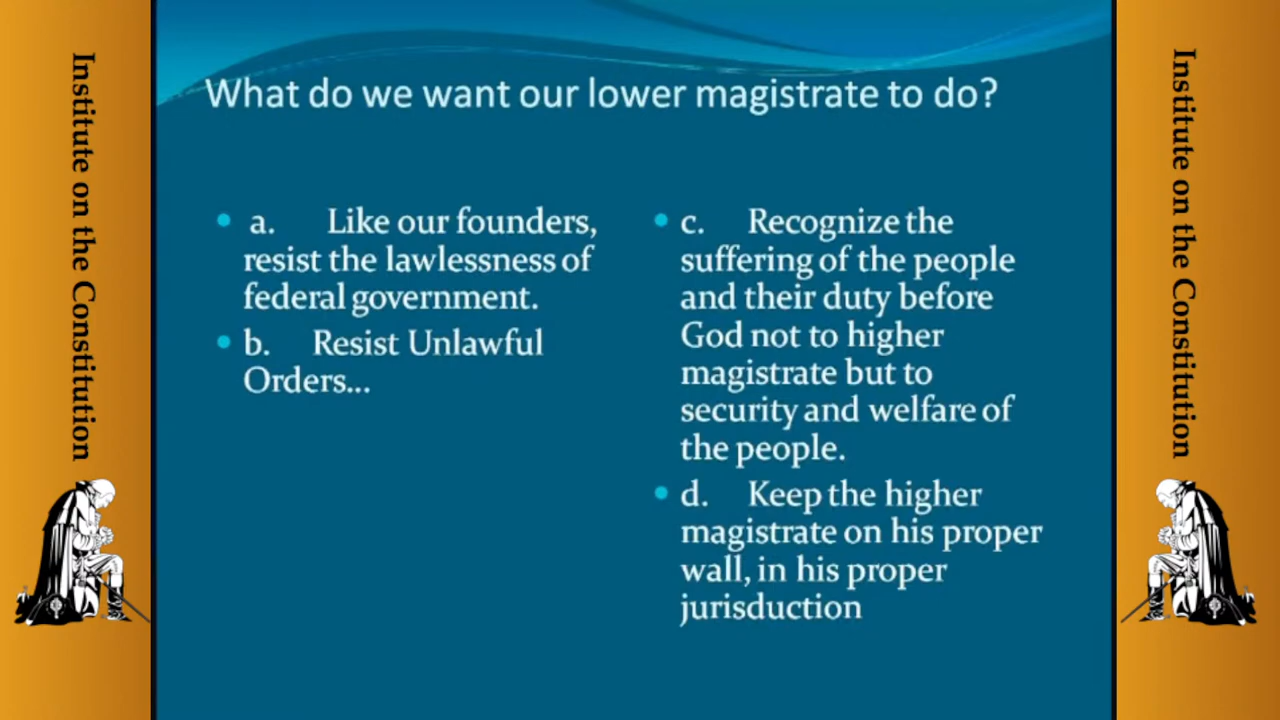 Institute on the Constitution
What do we want our lower magistrate to do?
• a. Like our founders,
resist the lawlessness of
federal government.
• b. Resist Unlawful
Orders...
• c. Recognize the
suffering of the people
and their duty before
God not to higher
magistrate but to
security and welfare of
the people.
• d. Keep the higher
magistrate on his proper
wall, in his proper
jurisduction
Institute on the Constitution